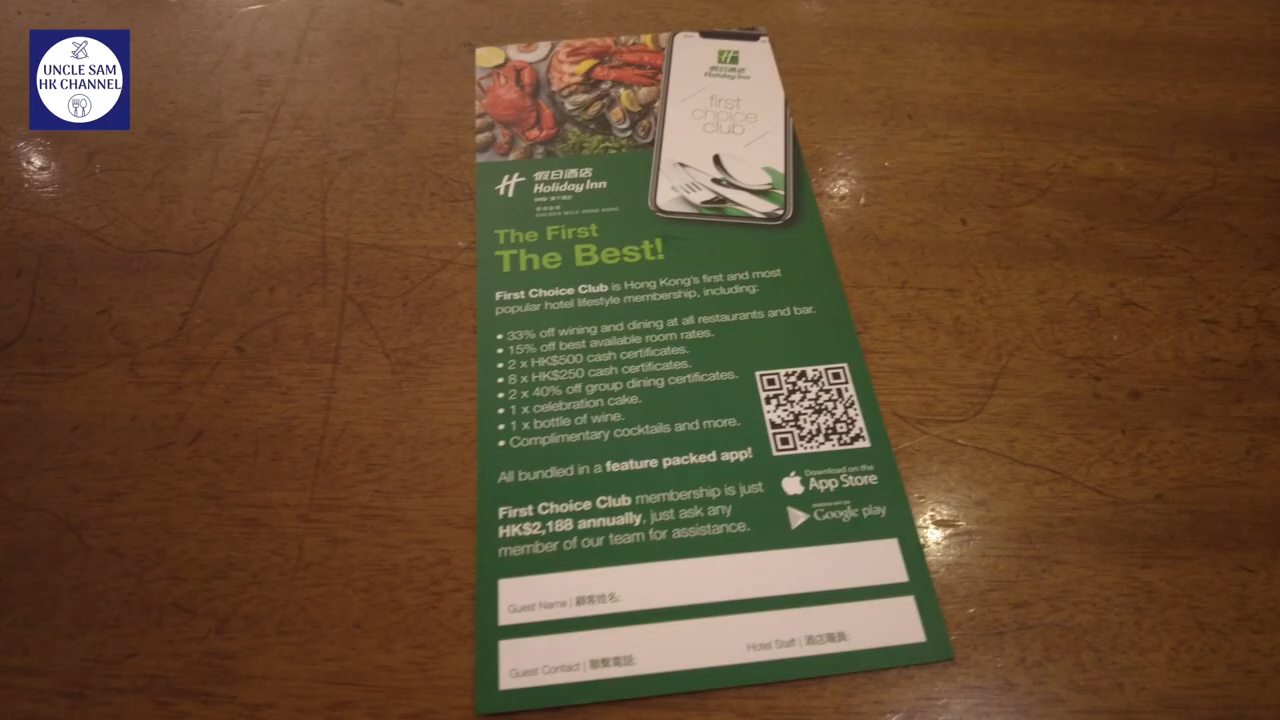 UNCLE SAM
HK CHANNEL
假日酒店
Holiday Inn
first
choice
club
假日酒店
Holiday Inn
GOLDEN MILE HONG KONG
The First
The Best!
First Choice Club is Hong Kong's first and most
popular hotel lifestyle membership, including:
• 33% off wining and dining at all restaurants and bar.
• 15% off best available room rates.
• 2 x HK$500 cash certificates.
• 8 x HK$250 cash certificates.
• 2 x 40% off group dining certificates.
• 1 x celebration cake.
• 1 x bottle of wine.
• Complimentary cocktails and more.
All bundled in a feature packed app!
Download on the
App Store
Google play
First Choice Club membership is just
HK$2,188 annually, just ask any
member of our team for assistance.
Guest Name | 顧客姓名:
Guest Contact | 聯繫電話:
Hotel Staff | 酒店職員: